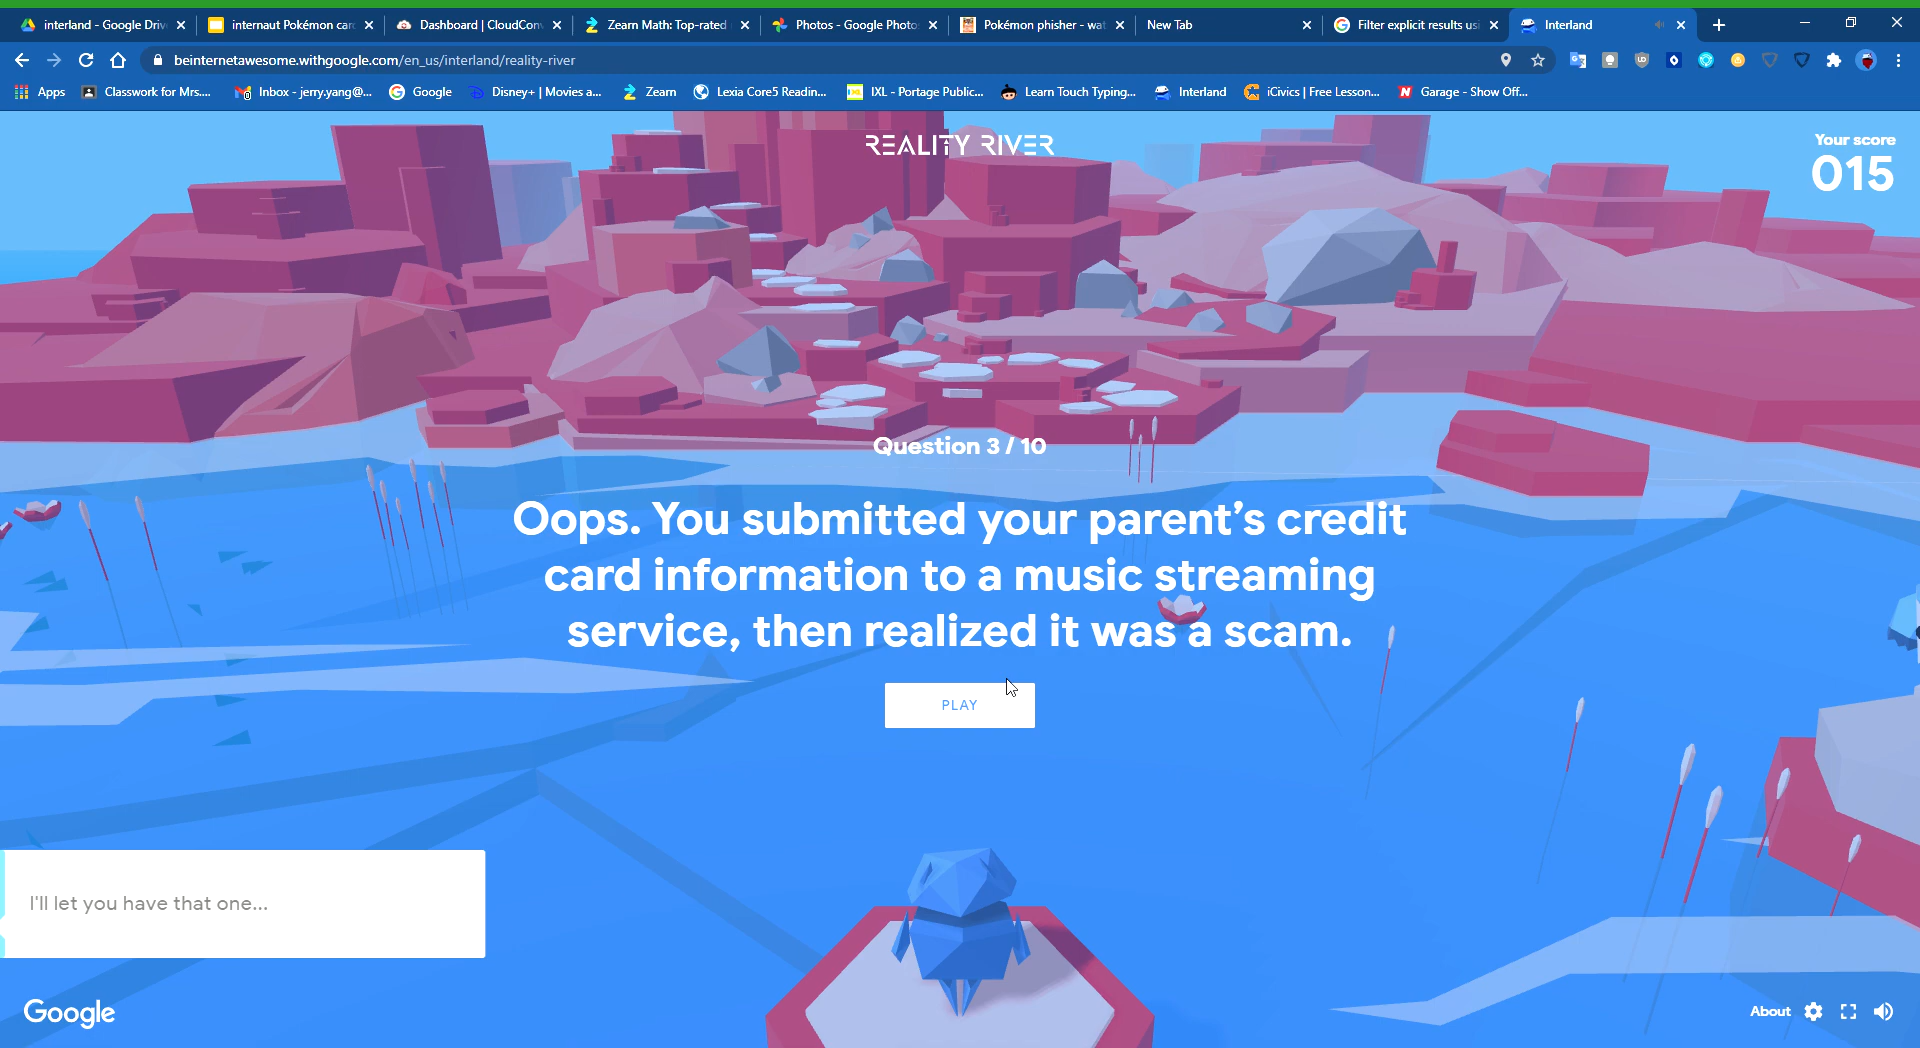 interland - Google Driv
internaut Pokémon car
Dashboard | CloudConv
Zearn Math: Top-rated
Photos - Google Photo
Pokémon phisher - wat
New Tab
Filter explicit results usi
Interland
beinternetawesome.withgoogle.com/en_us/interland/reality-river
Apps
Classwork for Mrs....
Inbox - jerry.yang@...
Google
Disney+ | Movies a...
Zearn
Lexia Core5 Readin...
IXL - Portage Public...
Learn Touch Typing...
Interland
iCivics | Free Lesson...
Garage - Show Off...
REALITY RIVER
Your score
015
Question 3 / 10
Oops. You submitted your parent’s credit
card information to a music streaming
service, then realized it was a scam.
PLAY
I'll let you have that one...
Google
About